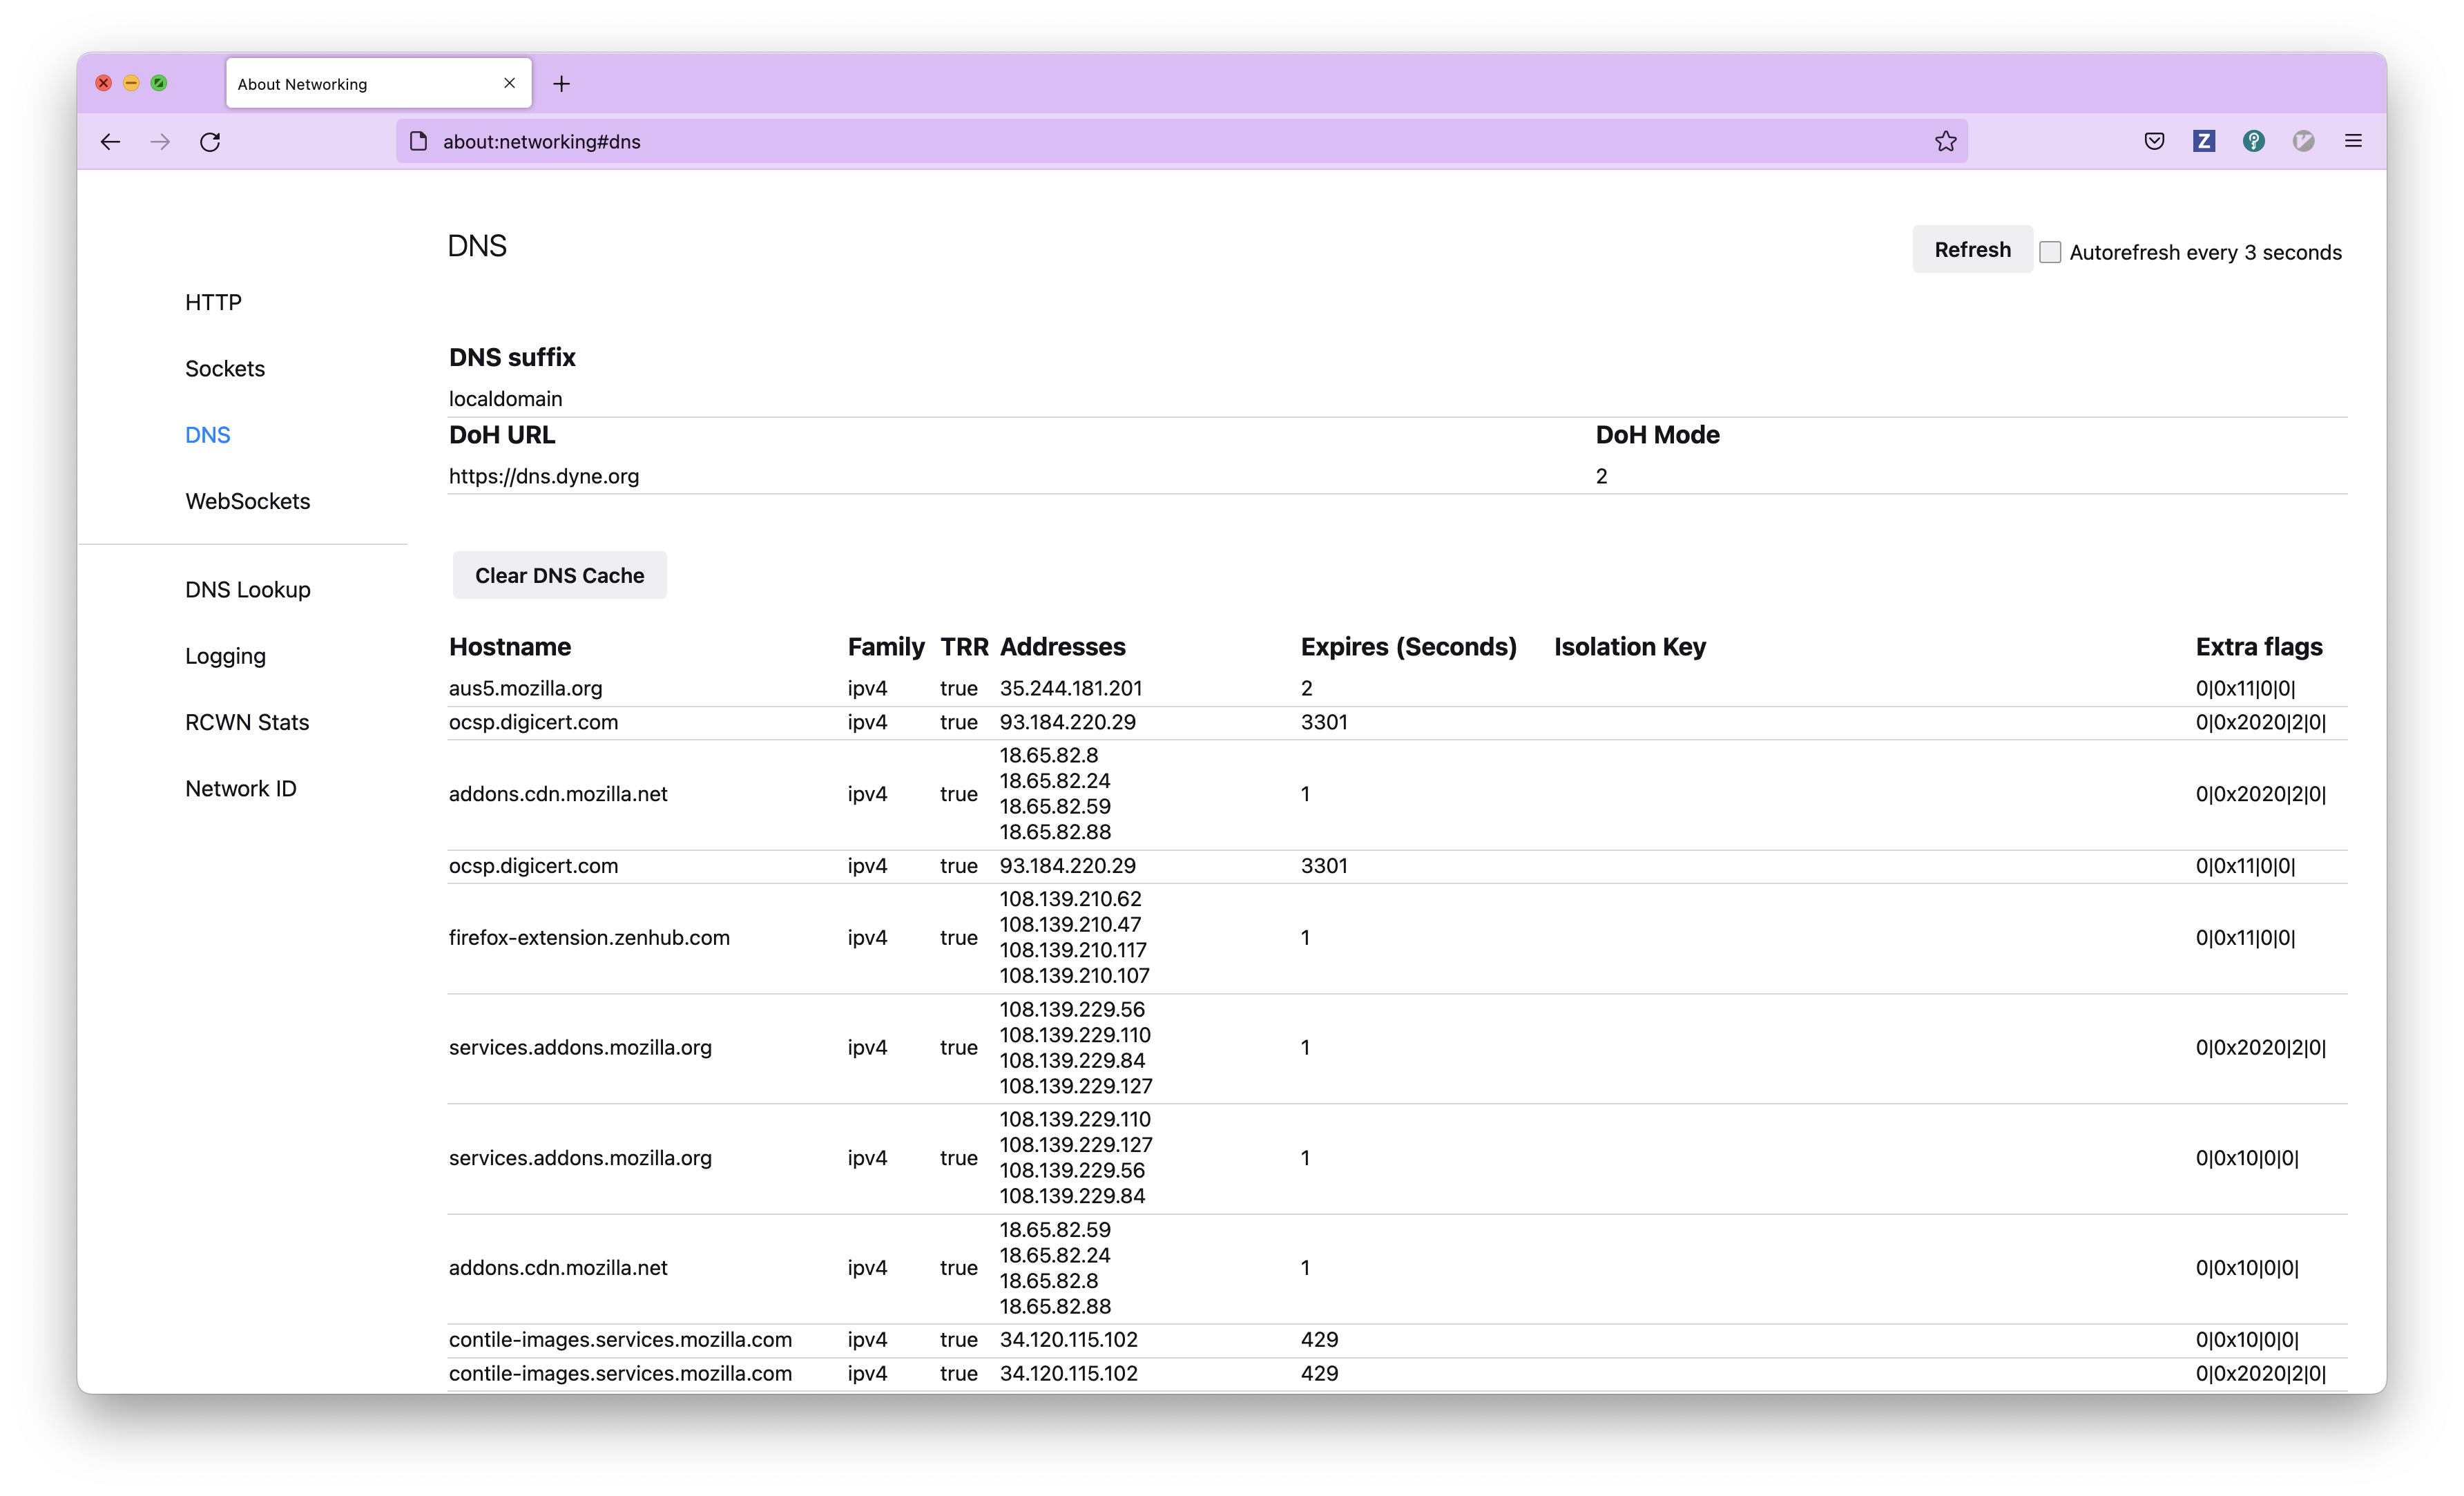 About Networking
about:networking#dns
Z
DNS
Refresh Autorefresh every 3 seconds
HTTP
Sockets
DNS
WebSockets
DNS Lookup
Logging
RCWN Stats
Network ID
DNS suffix
localdomain
DoH URL DoH Mode
https://dns.dyne.org 2
Clear DNS Cache
Hostname Family TRR Addresses Expires (Seconds) Isolation Key Extra flags
aus5.mozilla.org ipv4 true 35.244.181.201 2 0|0x11|0|0|
ocsp.digicert.com ipv4 true 93.184.220.29 3301 0|0x2020|2|0|
18.65.82.8
18.65.82.24
addons.cdn.mozilla.net ipv4 true 1 0|0x2020|2|0|
18.65.82.59
18.65.82.88
ocsp.digicert.com ipv4 true 93.184.220.29 3301 0|0x11|0|0|
108.139.210.62
108.139.210.47
firefox-extension.zenhub.com ipv4 true 1 0|0x11|0|0|
108.139.210.117
108.139.210.107
108.139.229.56
108.139.229.110
services.addons.mozilla.org ipv4 true 1 0|0x2020|2|0|
108.139.229.84
108.139.229.127
108.139.229.110
108.139.229.127
services.addons.mozilla.org ipv4 true 1 0|0x10|0|0|
108.139.229.56
108.139.229.84
18.65.82.59
18.65.82.24
addons.cdn.mozilla.net ipv4 true 1 0|0x10|0|0|
18.65.82.8
18.65.82.88
contile-images.services.mozilla.com ipv4 true 34.120.115.102 429 0|0x10|0|0|
contile-images.services.mozilla.com ipv4 true 34.120.115.102 429 0|0x2020|2|0|